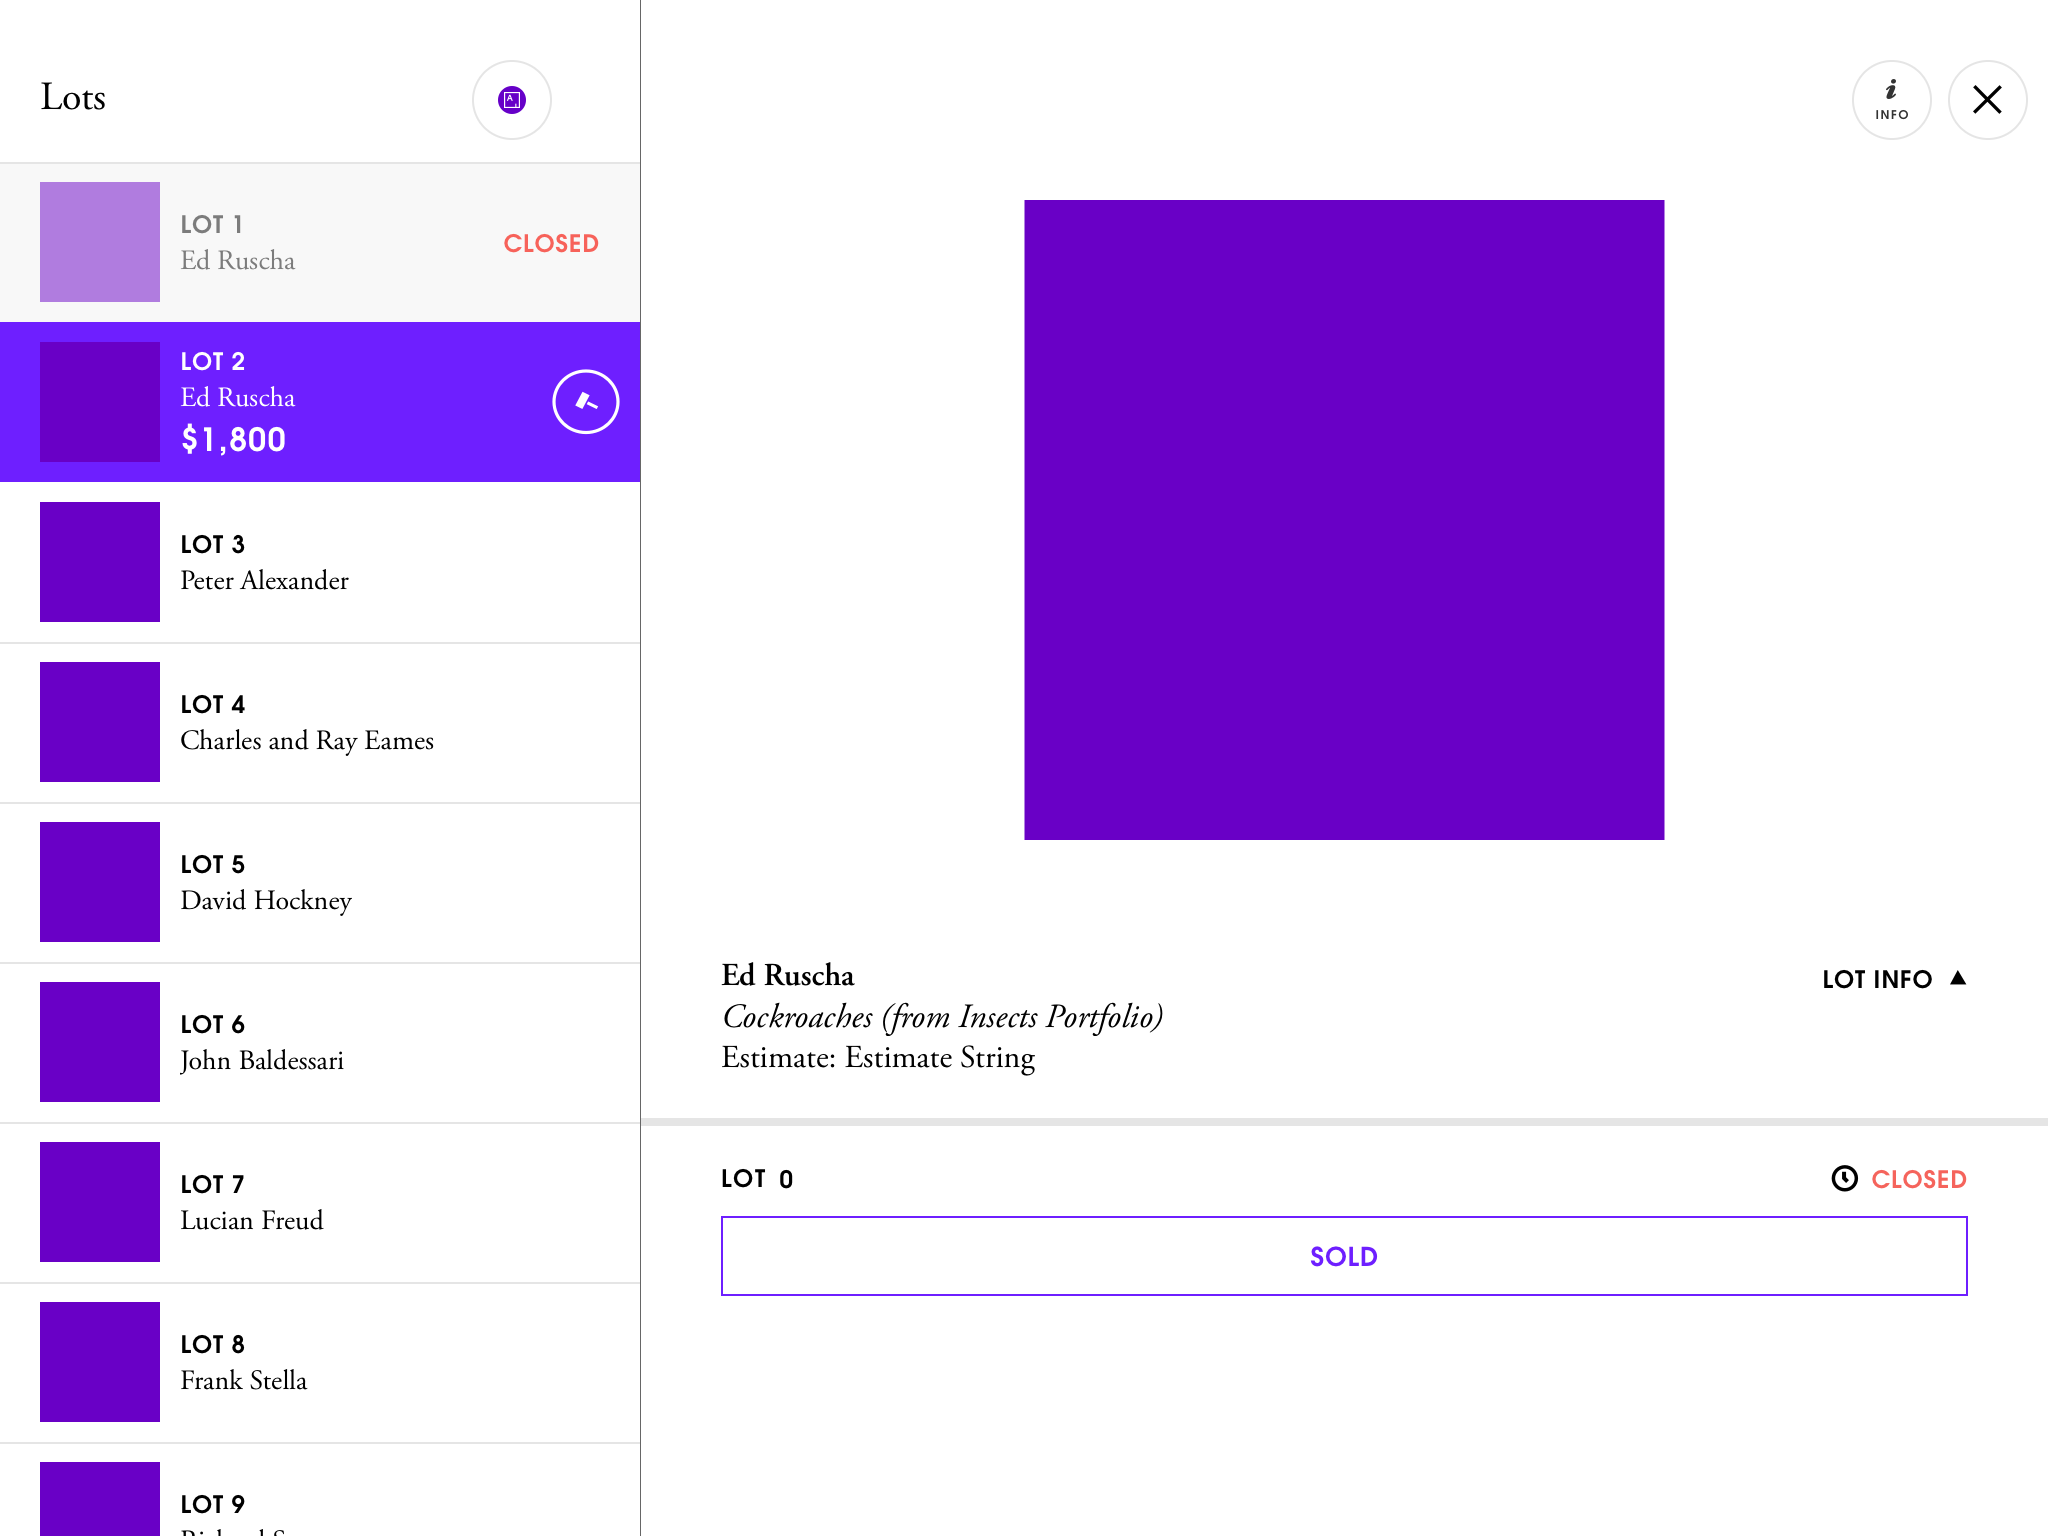 Lots
LOT 1
Ed Ruscha
CLOSED
LOT 2
Ed Ruscha
$1,800
LOT 3
Peter Alexander
LOT 4
Charles and Ray Eames
LOT 5
David Hockney
LOT 6
John Baldessari
LOT 7
Lucian Freud
LOT 8
Frank Stella
LOT 9
i
INFO
Ed Ruscha
LOT INFO
Cockroaches (from Insects Portfolio)
Estimate: Estimate String
LOT 0
CLOSED
SOLD